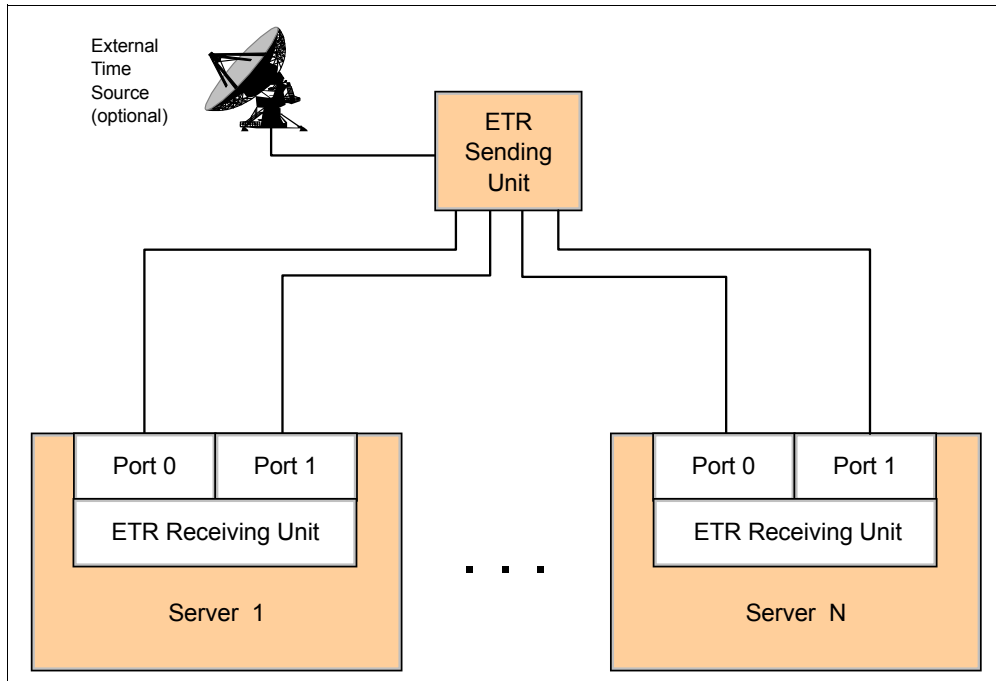 External
Time
Source
(optional)
ETR
Sending
Unit
Port 0
Port 1
ETR Receiving Unit
Server 1
. . .
Port 0
Port 1
ETR Receiving Unit
Server N